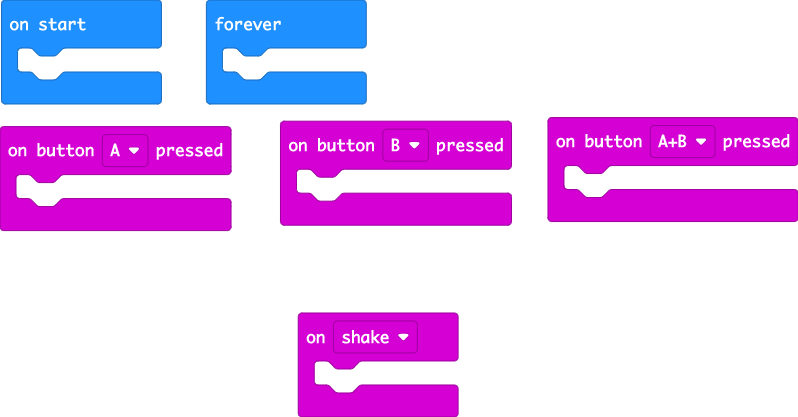 on start
forever
on button A pressed
on button B pressed
on button A+B pressed
on shake